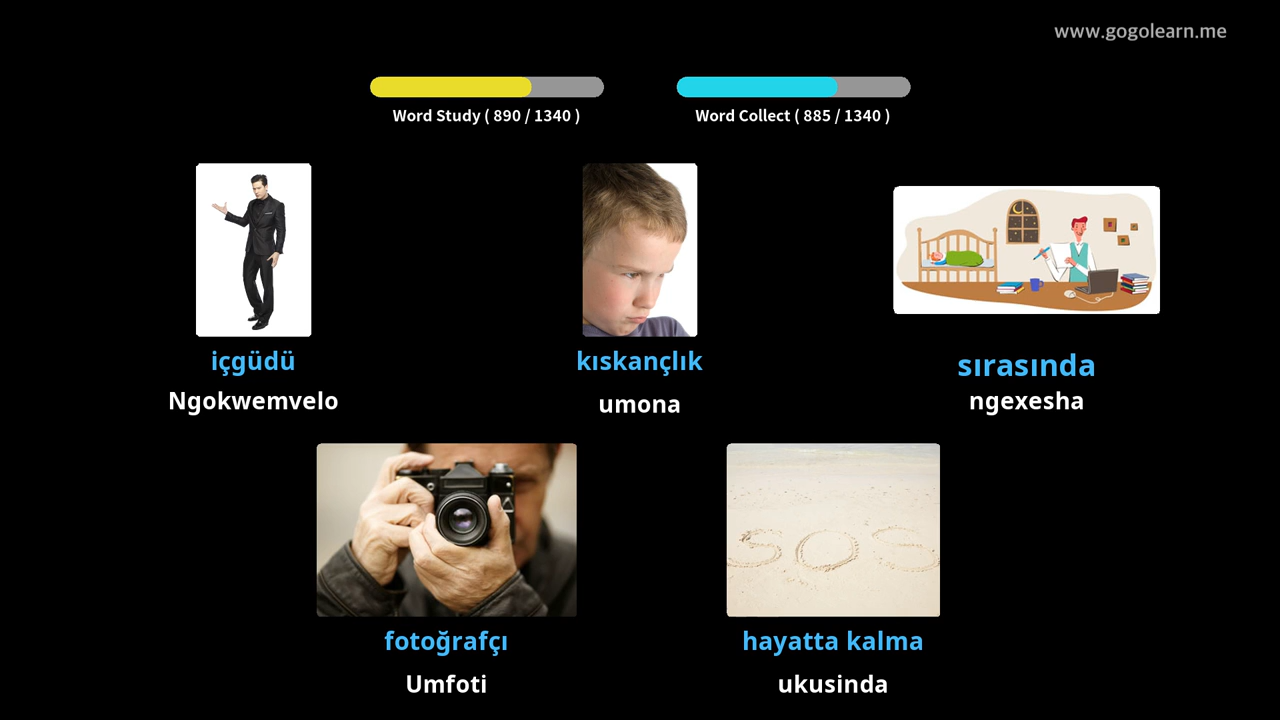 www.gogolearn.me
Word Study ( 890 / 1340 )
Word Collect ( 885 / 1340 )
içgüdü
Ngokwemvelo
kıskançlık
umona
sırasında
ngexesha
fotoğrafçı
Umfoti
hayatta kalma
ukusinda
SOS